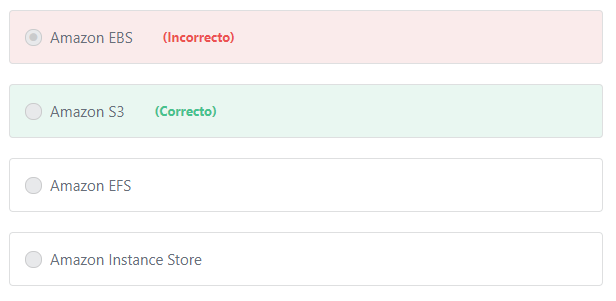 Amazon EBS (Incorrecto)
Amazon S3 (Correcto)
Amazon EFS
Amazon Instance Store